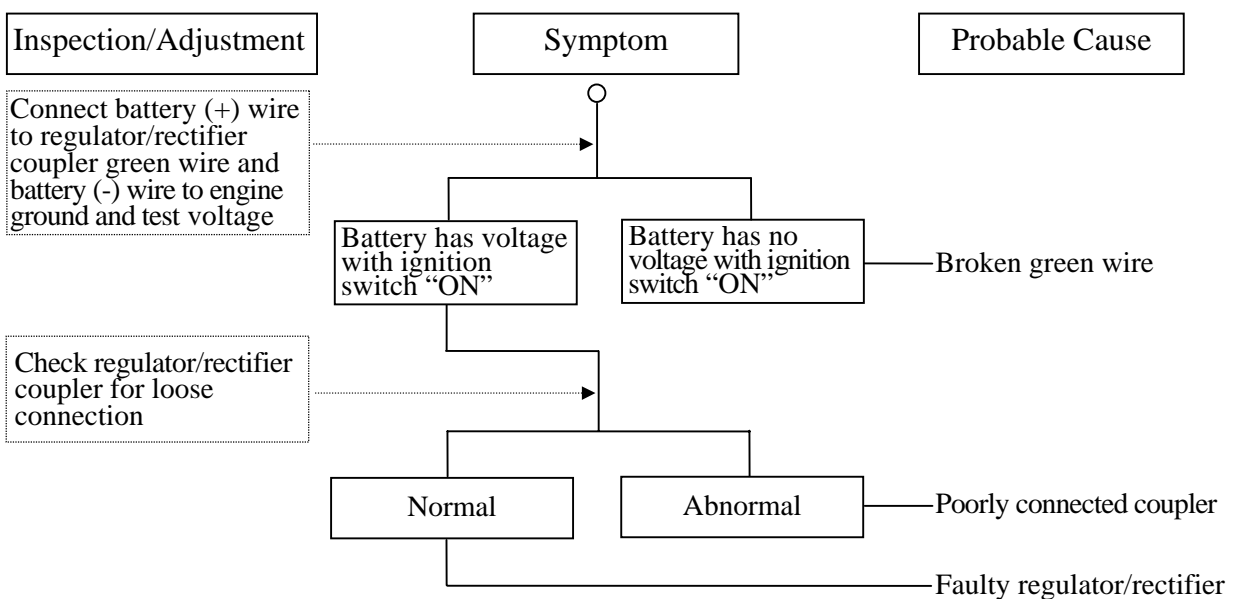 Inspection/Adjustment
Symptom
Probable Cause
Connect battery (+) wire
to regulator/rectifier
coupler green wire and
battery (-) wire to engine
ground and test voltage
Battery has voltage
with ignition
switch “ON”
Battery has no
voltage with ignition
switch “ON”
Broken green wire
Check regulator/rectifier
coupler for loose
connection
Normal
Abnormal
Poorly connected coupler
Faulty regulator/rectifier